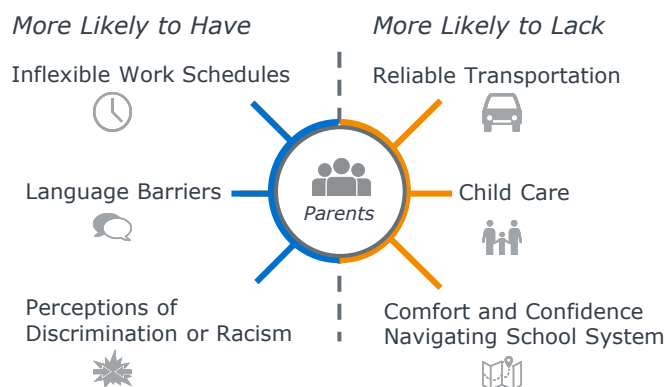 More Likely to Have
More Likely to Lack
Inflexible Work Schedules
Reliable Transportation
Language Barriers
Parents
Child Care
Perceptions of
Discrimination or Racism
Comfort and Confidence
Navigating School System